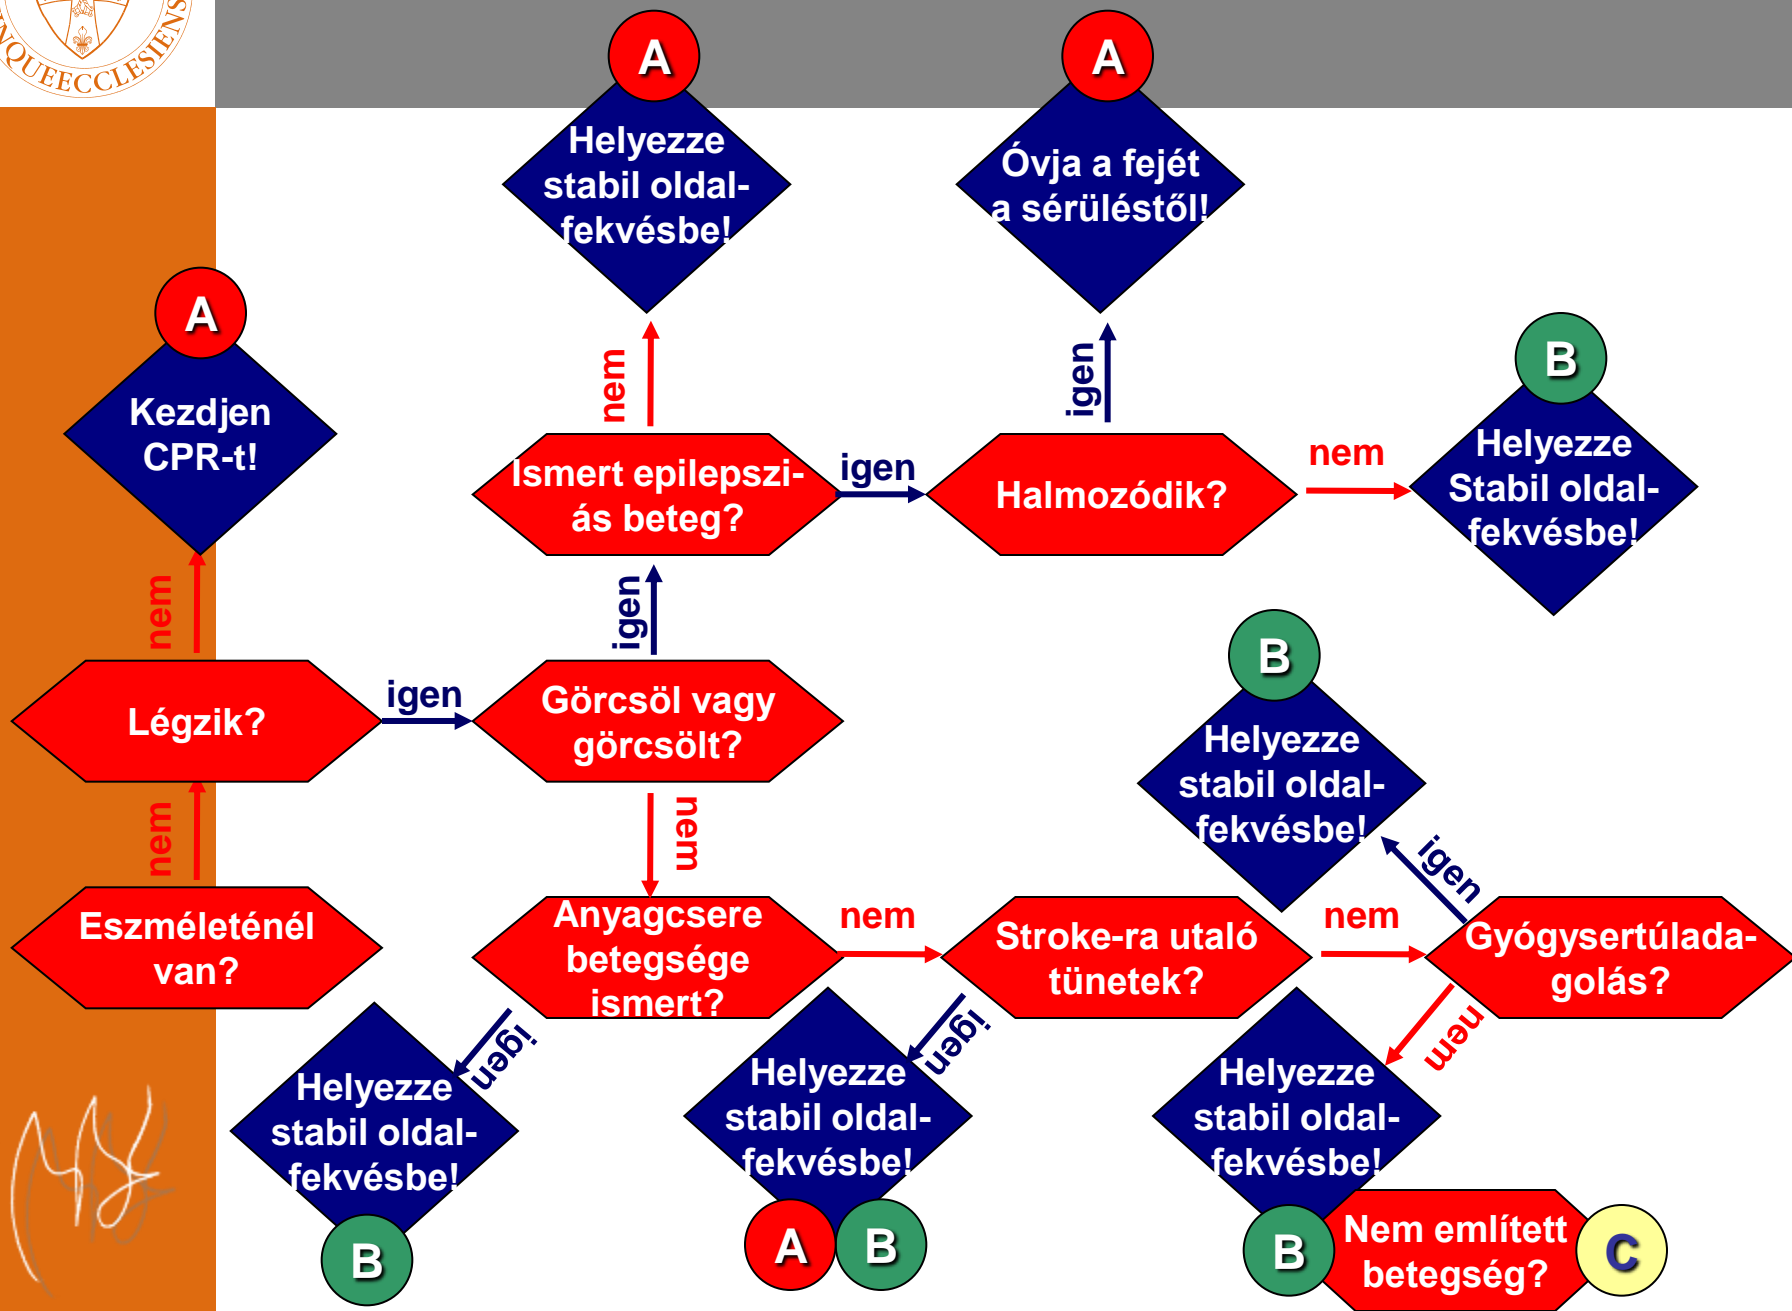 A
Helyezze
stabil oldal-
fekvésbe!
A
Óvja a fejét
a sérüléstől!
A
Kezdjen
CPR-t!
nem
igen
B
Helyezze
Stabil oldal-
fekvésbe!
Ismert epilepszi-
ás beteg?
igen
Halmozódik?
nem
nem
igen
Légzik?
igen
Görcsöl vagy
görcsölt?
B
Helyezze
stabil oldal-
fekvésbe!
nem
nem
igen
Eszméleténél
van?
Anyagcsere
betegsége
ismert?
nem
Stroke-ra utaló
tünetek?
nem
Gyógysertúlada-
golás?
igen
igen
nem
Helyezze
stabil oldal-
fekvésbe!
B
Helyezze
stabil oldal-
fekvésbe!
A
B
Helyezze
stabil oldal-
fekvésbe!
B
Nem említett
betegség?
C